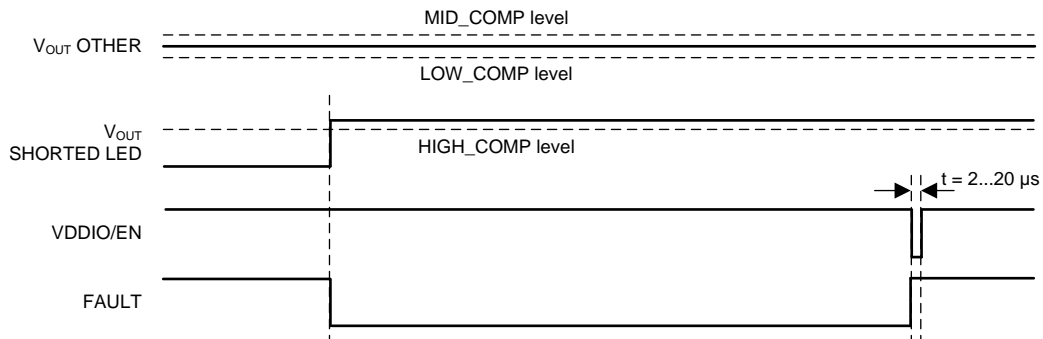 MID_COMP level
VOUT OTHER
LOW_COMP level
VOUT
SHORTED LED
HIGH_COMP level
t = 2...20 µs
VDDIO/EN
FAULT